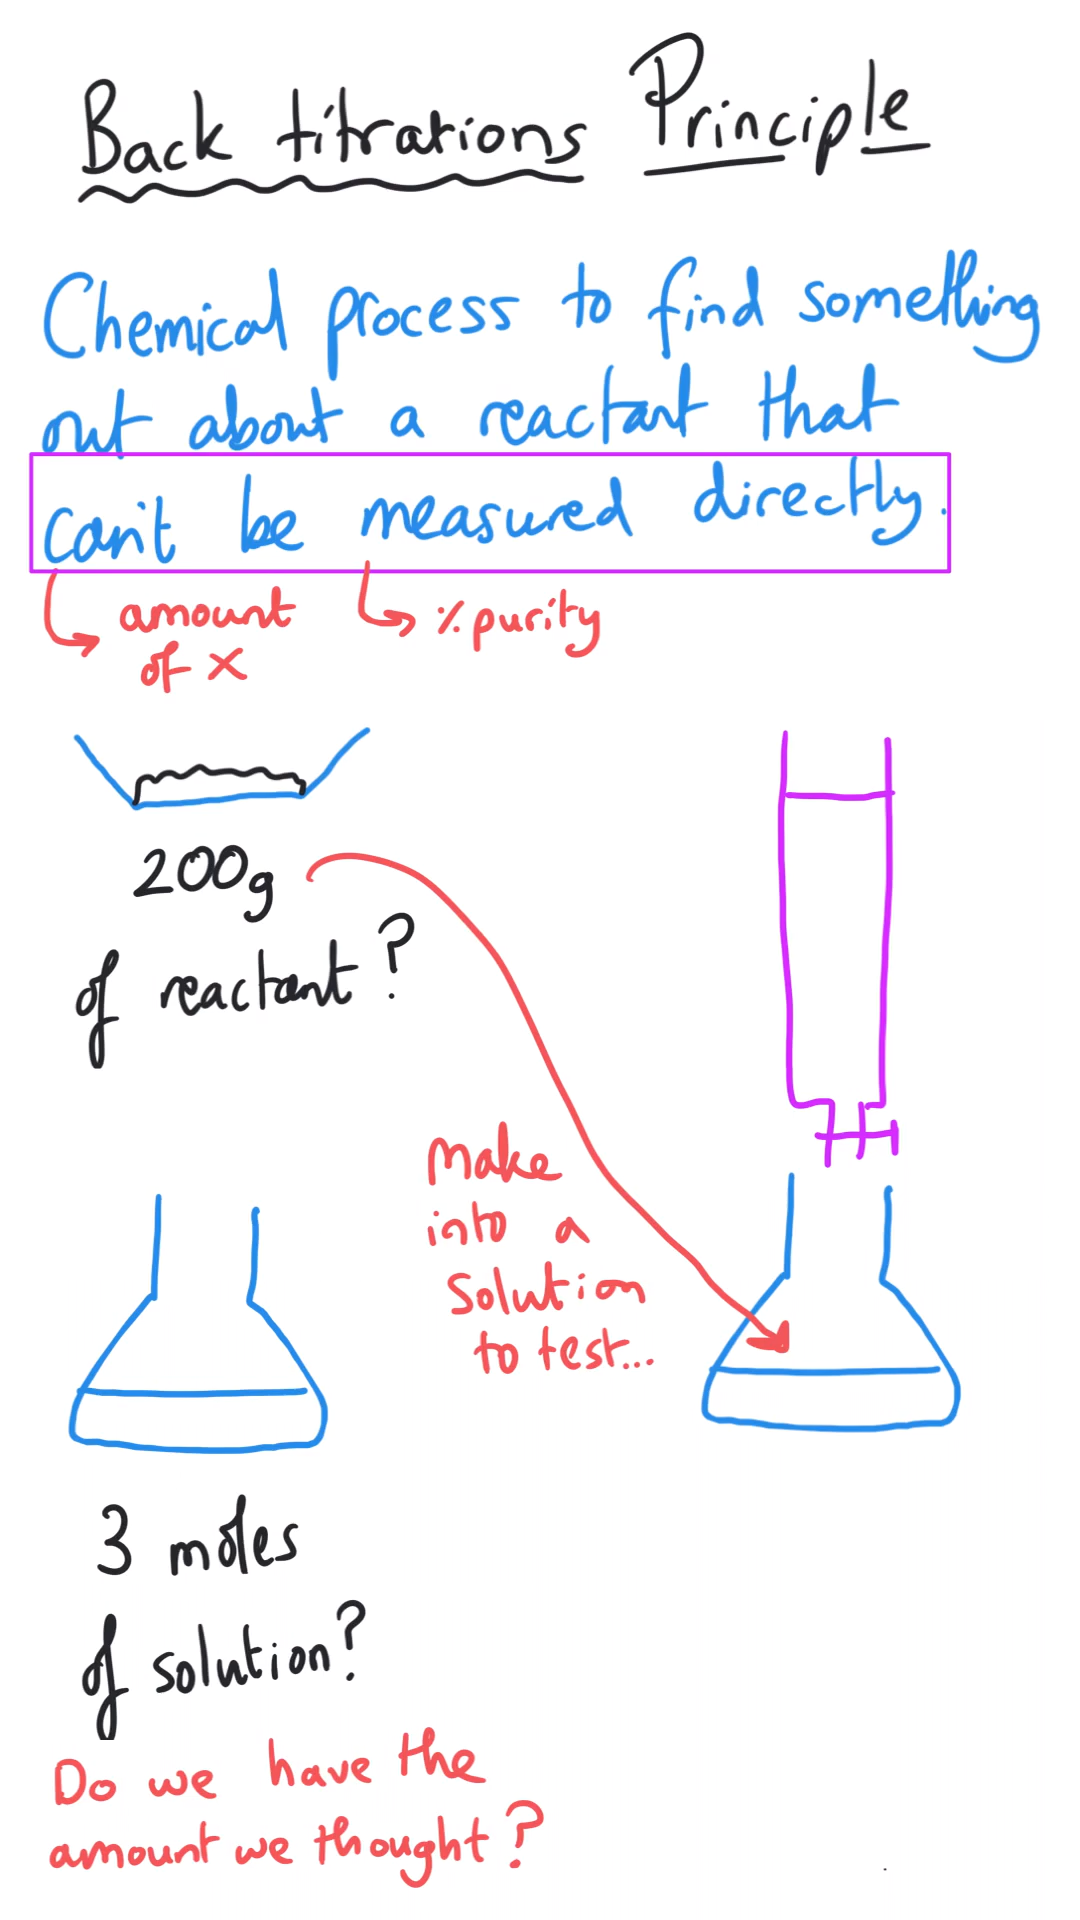 Back titrations Principle
Chemical process to find something
out about a reactant that
can't be measured directly.
amount
of X
% purity
200g
of reactant?
Make
into a
solution
to test...
3 moles
of solution?
Do we have the
amount we thought?